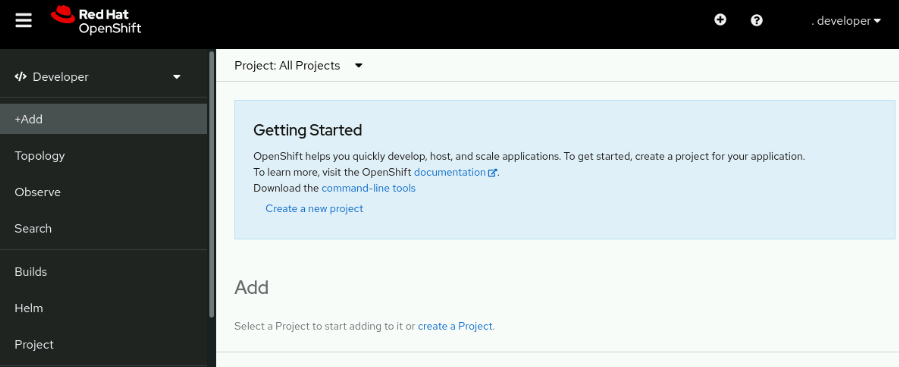 Red Hat
OpenShift
. developer
Developer
+Add
Topology
Observe
Search
Builds
Helm
Project
Project: All Projects
Getting Started
OpenShift helps you quickly develop, host, and scale applications. To get started, create a project for your application.
To learn more, visit the OpenShift documentation.
Download the command-line tools
Create a new project
Add
Select a Project to start adding to it or create a Project.